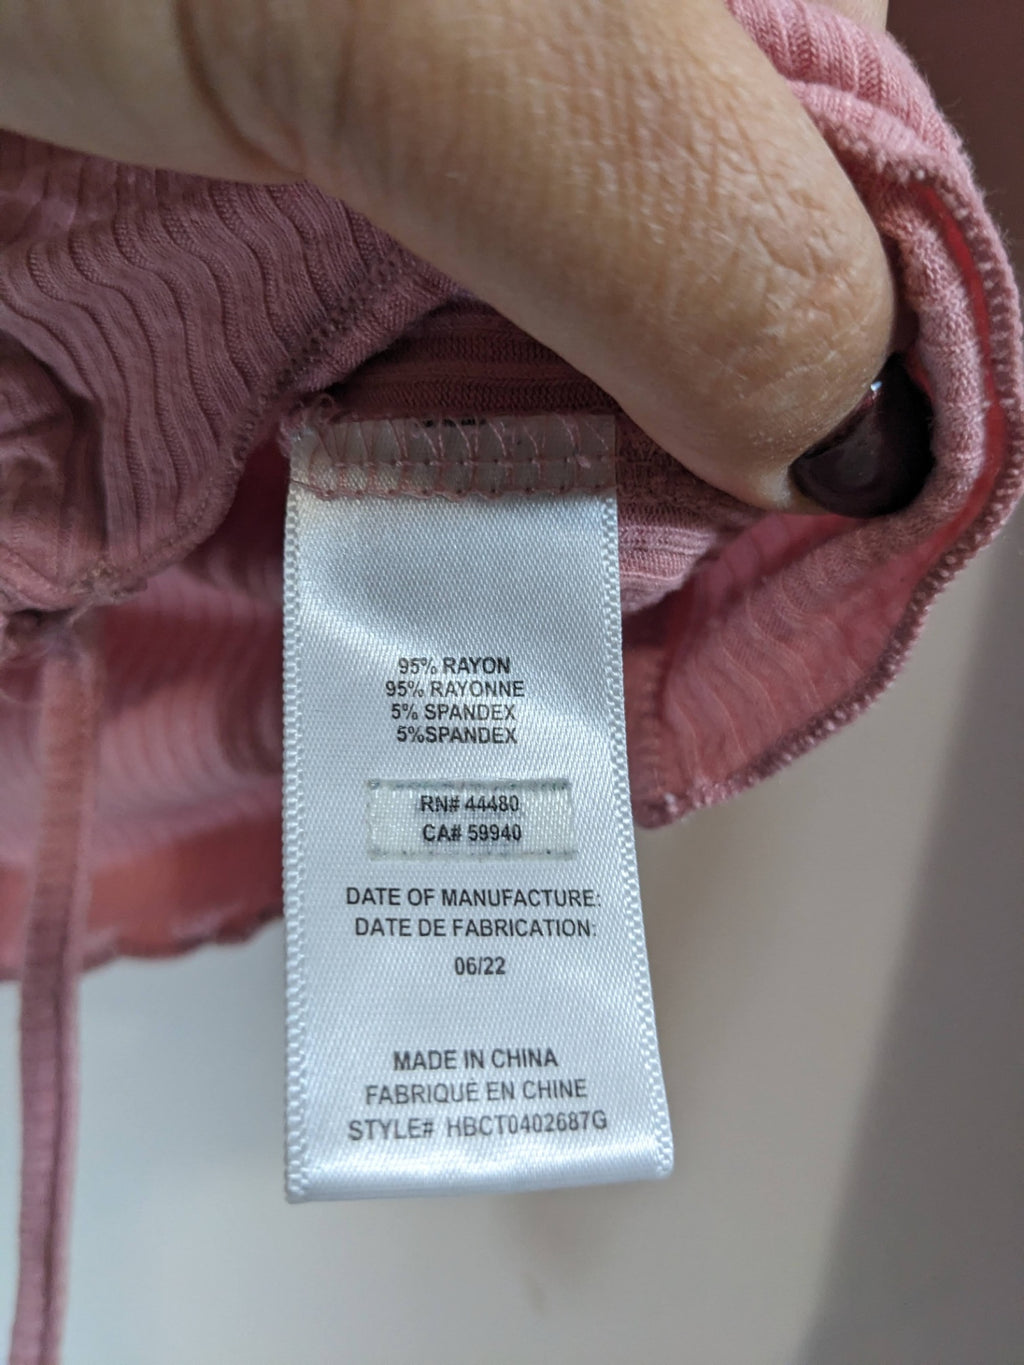 95% RAYON
95% RAYONNE
5% SPANDEX
5%SPANDEX
RN# 44480
CA# 59940
DATE OF MANUFACTURE:
DATE DE FABRICATION:
06/22
MADE IN CHINA
FABRIQUÉ EN CHINE
STYLE# HBCT0402687G